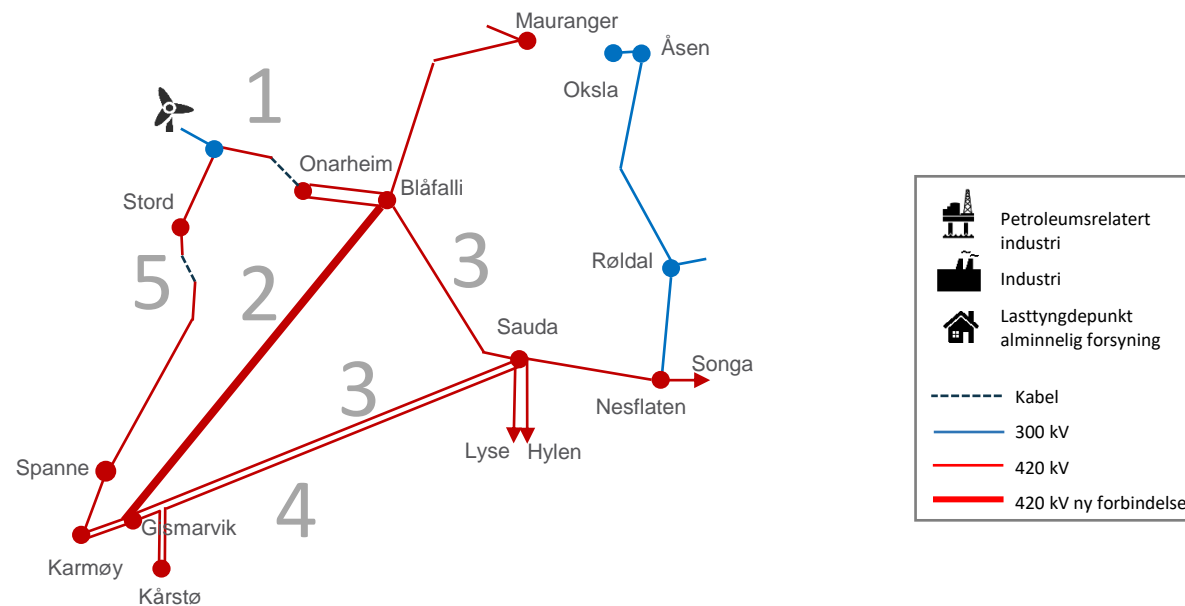 Mauranger
Åsen
Oksla
1
Onarheim
Blåfalli
Stord
5
2
3
Røldal
Sauda
Songa
3
Nesflaten
Lyse
Hylen
Spanne
4
Gismarvik
Karmøy
Kårstø
Petroleumsrelatert
industri
Industri
Lasttyngdepunkt
alminnelig forsyning
Kabel
300 kV
420 kV
420 kV ny forbindelse